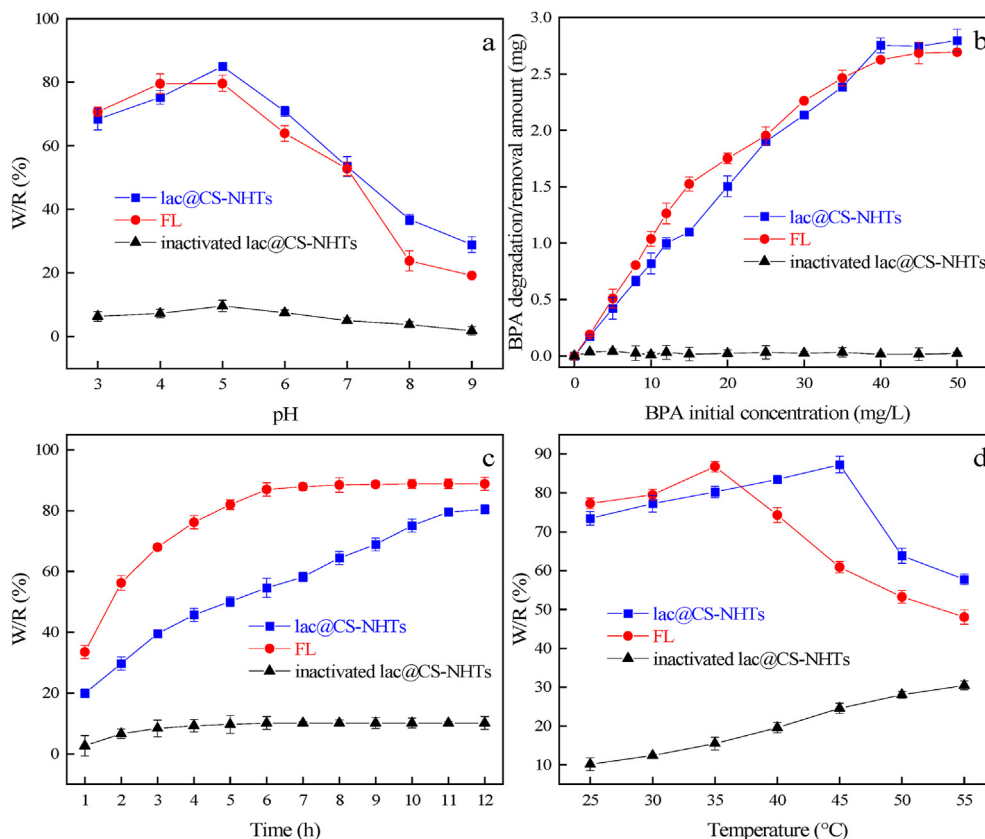 a
100
80
60
40
20
0
W/R (%)
lac@CS-NHTs
FL
inactivated lac@CS-NHTs
3 4 5 6 7 8 9
pH
b
3.0
2.5
2.0
1.5
1.0
0.5
0.0
BPA degradation/removal amount (mg)
lac@CS-NHTs
FL
inactivated lac@CS-NHTs
0 10 20 30 40 50
BPA initial concentration (mg/L)
c
100
80
60
40
20
0
W/R (%)
lac@CS-NHTs
FL
inactivated lac@CS-NHTs
1 2 3 4 5 6 7 8 9 10 11 12
Time (h)
d
90
80
70
60
50
40
30
20
10
W/R (%)
lac@CS-NHTs
FL
inactivated lac@CS-NHTs
25 30 35 40 45 50 55
Temperature (°C)